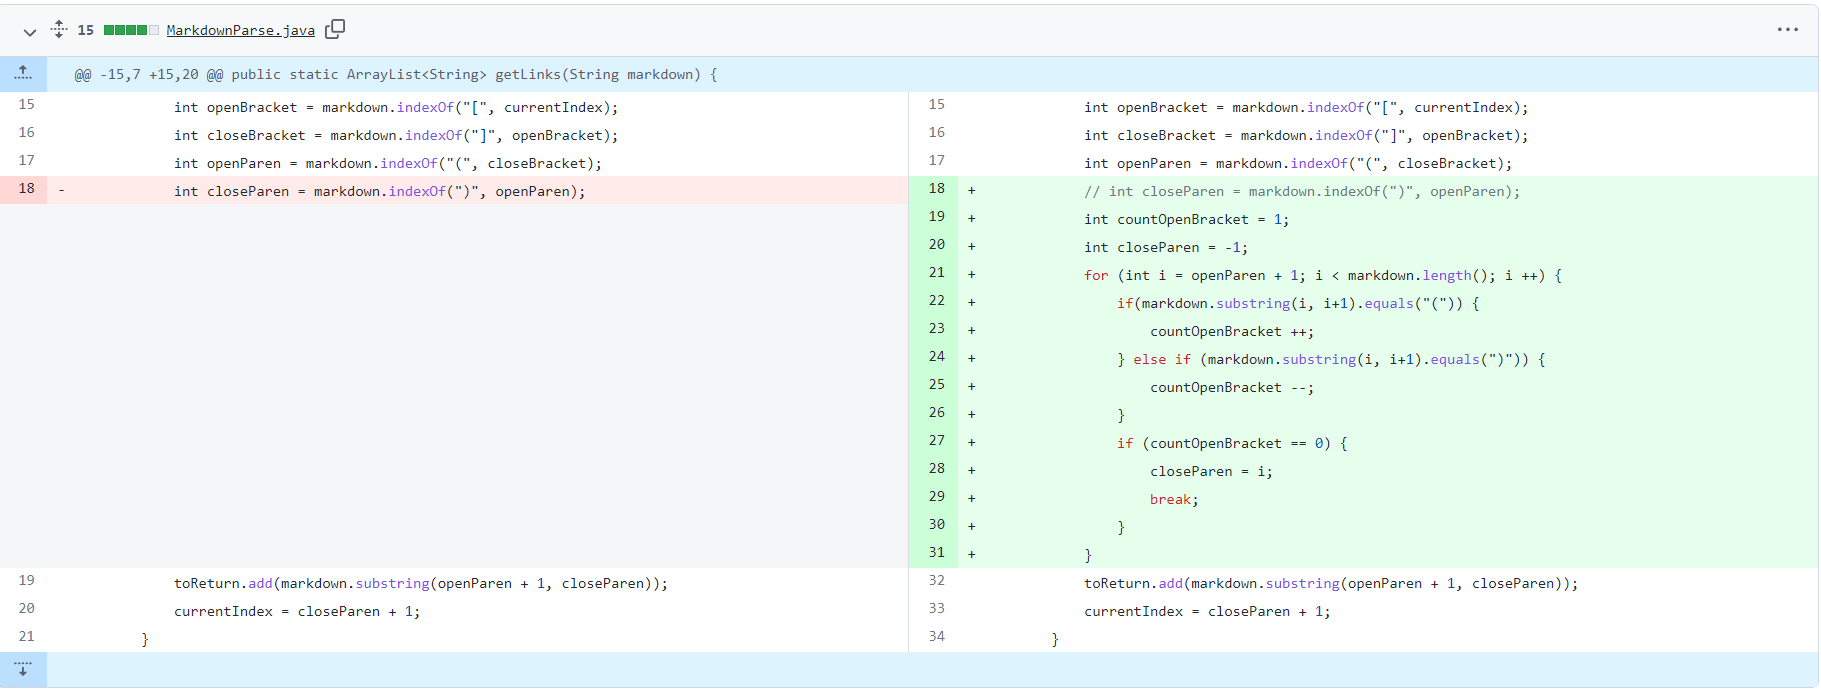 15 MarkdownParse.java
@@ -15,7 +15,20 @@ public static ArrayList<String> getLinks(String markdown) {
15 int openBracket = markdown.indexOf("[", currentIndex);
16 int closeBracket = markdown.indexOf("]", openBracket);
17 int openParen = markdown.indexOf("(", closeBracket);
18 - int closeParen = markdown.indexOf(")", openParen);
19 toReturn.add(markdown.substring(openParen + 1, closeParen));
20 currentIndex = closeParen + 1;
21 }
15 int openBracket = markdown.indexOf("[", currentIndex);
16 int closeBracket = markdown.indexOf("]", openBracket);
17 int openParen = markdown.indexOf("(", closeBracket);
18 + // int closeParen = markdown.indexOf(")", openParen);
19 + int countOpenBracket = 1;
20 + int closeParen = -1;
21 + for (int i = openParen + 1; i < markdown.length(); i ++) {
22 + if(markdown.substring(i, i+1).equals("(")) {
23 + countOpenBracket ++;
24 + } else if (markdown.substring(i, i+1).equals(")")) {
25 + countOpenBracket --;
26 + }
27 + if (countOpenBracket == 0) {
28 + closeParen = i;
29 + break;
30 + }
31 + }
32 toReturn.add(markdown.substring(openParen + 1, closeParen));
33 currentIndex = closeParen + 1;
34 }